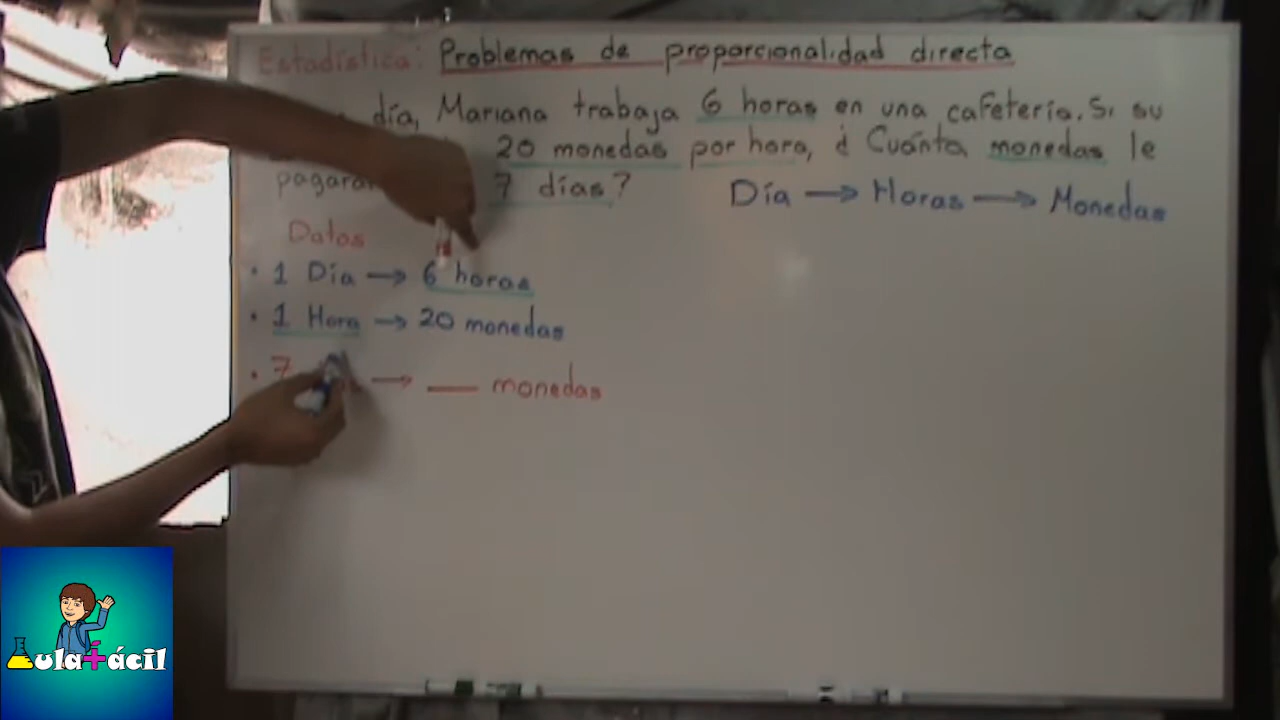 Estadística: Problemas de proporcionalidad directa
día, Mariana trabaja 6 horas en una cafetería. Si su
20 monedas por hora, ¿Cuánta monedas le
pagaran 7 días?
Día → Horas → Monedas
Datos
• 1 Día → 6 horas
• 1 Hora → 20 monedas
• 7 → ___ monedas
Aula+ácil